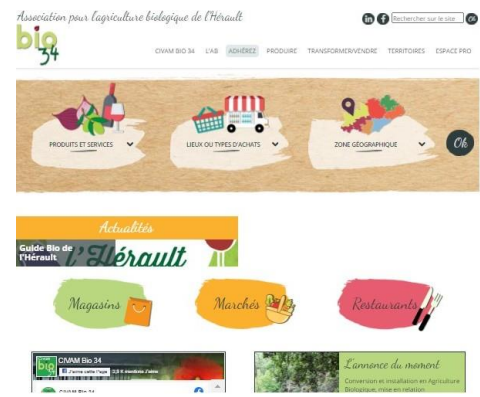 Association pour l'agriculture biologique de l'Hérault
Rechercher sur le site
Ok
bio
34
CIVAM BIO 34 L'AB ADHÉREZ PRODUIRE TRANSFORMER/VENDRE TERRITOIRES ESPACE PRO
PRODUITS ET SERVICES
LIEUX OU TYPES D'ACHATS
ZONE GÉOGRAPHIQUE
Ok
Actualités
Guide Bio de l'Hérault
l'Hérault
Magasins
Marchés
Restaurants
CIVAM Bio 34
J'aime cette Page
L'annonce du moment
Conversion et installation en Agriculture
Biologique, mise en relation
CIVAM Bio 34